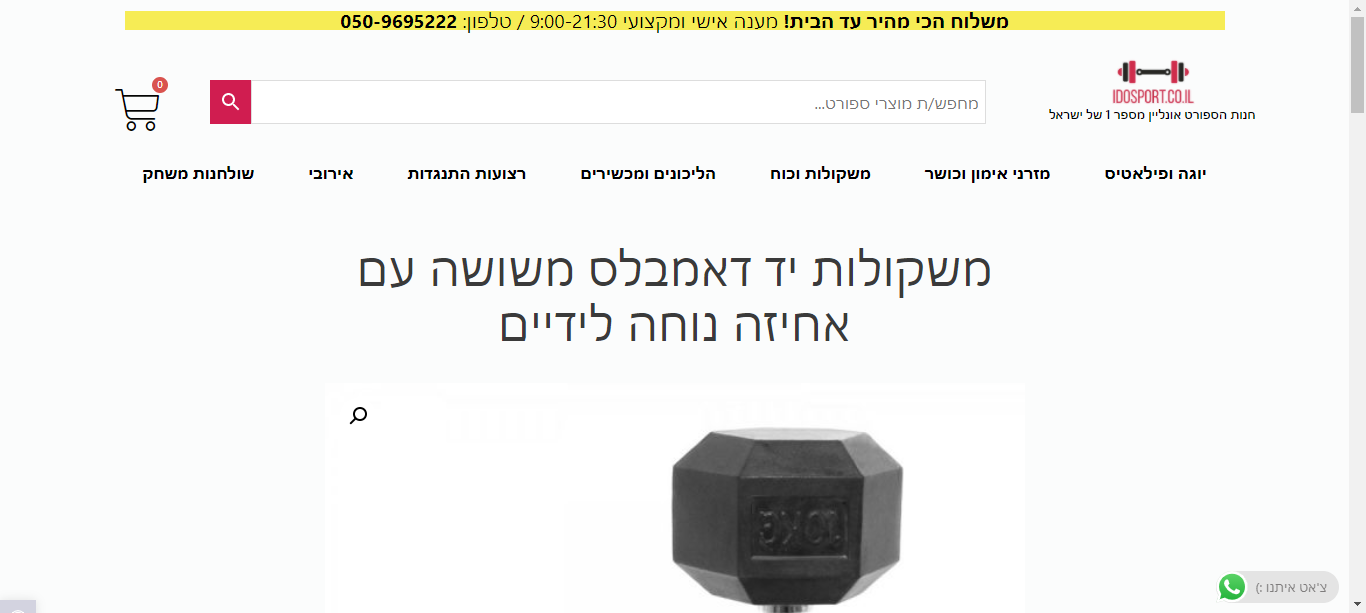 משלוח הכי מהיר עד הבית! מענה אישי ומקצועי 9:00-21:30 / טלפון: 050-9695222
IDOSPORT.CO.IL
חנות הספורט אונליין מספר 1 של ישראל
מחפש/ת מוצרי ספורט...
0
יוגה ופילאטיס
מזרני אימון וכושר
משקולות וכוח
הליכונים ומכשירים
רצועות התנגדות
אירובי
שולחנות משחק
משקולות יד דאמבלס משושה עם
אחיזה נוחה לידיים
10 KG
צ'אט איתנו :)